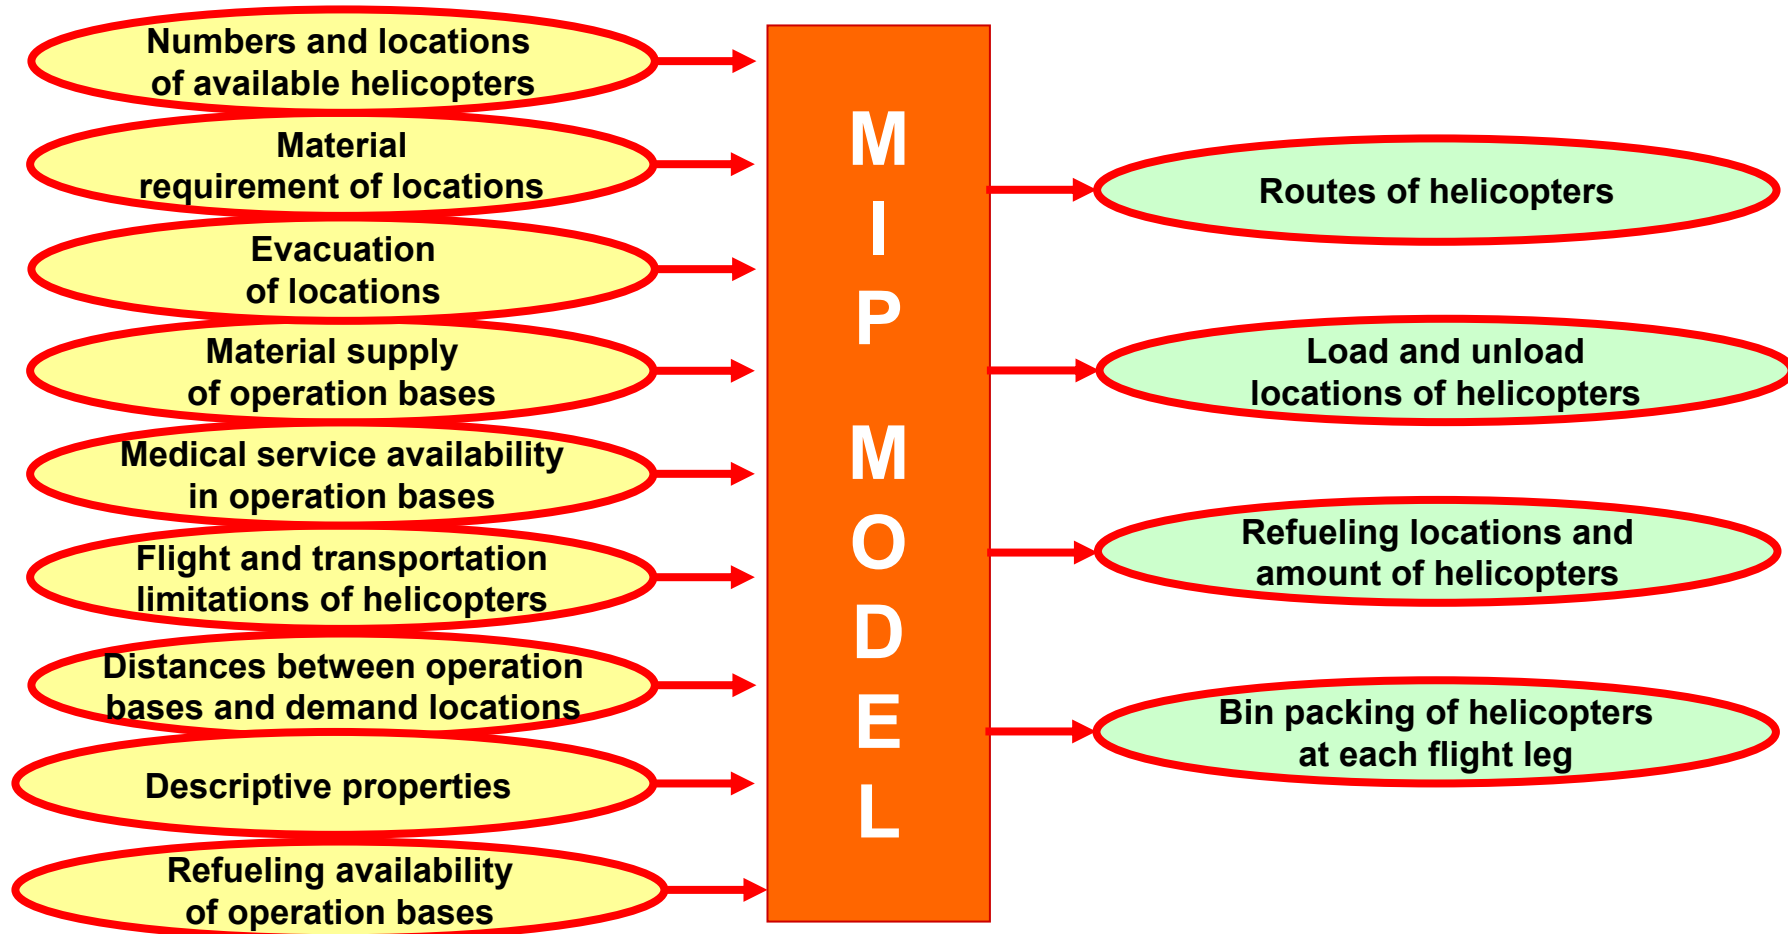 Numbers and locations
of available helicopters
Material
requirement of locations
Evacuation
of locations
Material supply
of operation bases
Medical service availability
in operation bases
Flight and transportation
limitations of helicopters
Distances between operation
bases and demand locations
Descriptive properties
Refueling availability
of operation bases
M
I
P
M
O
D
E
L
Routes of helicopters
Load and unload
locations of helicopters
Refueling locations and
amount of helicopters
Bin packing of helicopters
at each flight leg